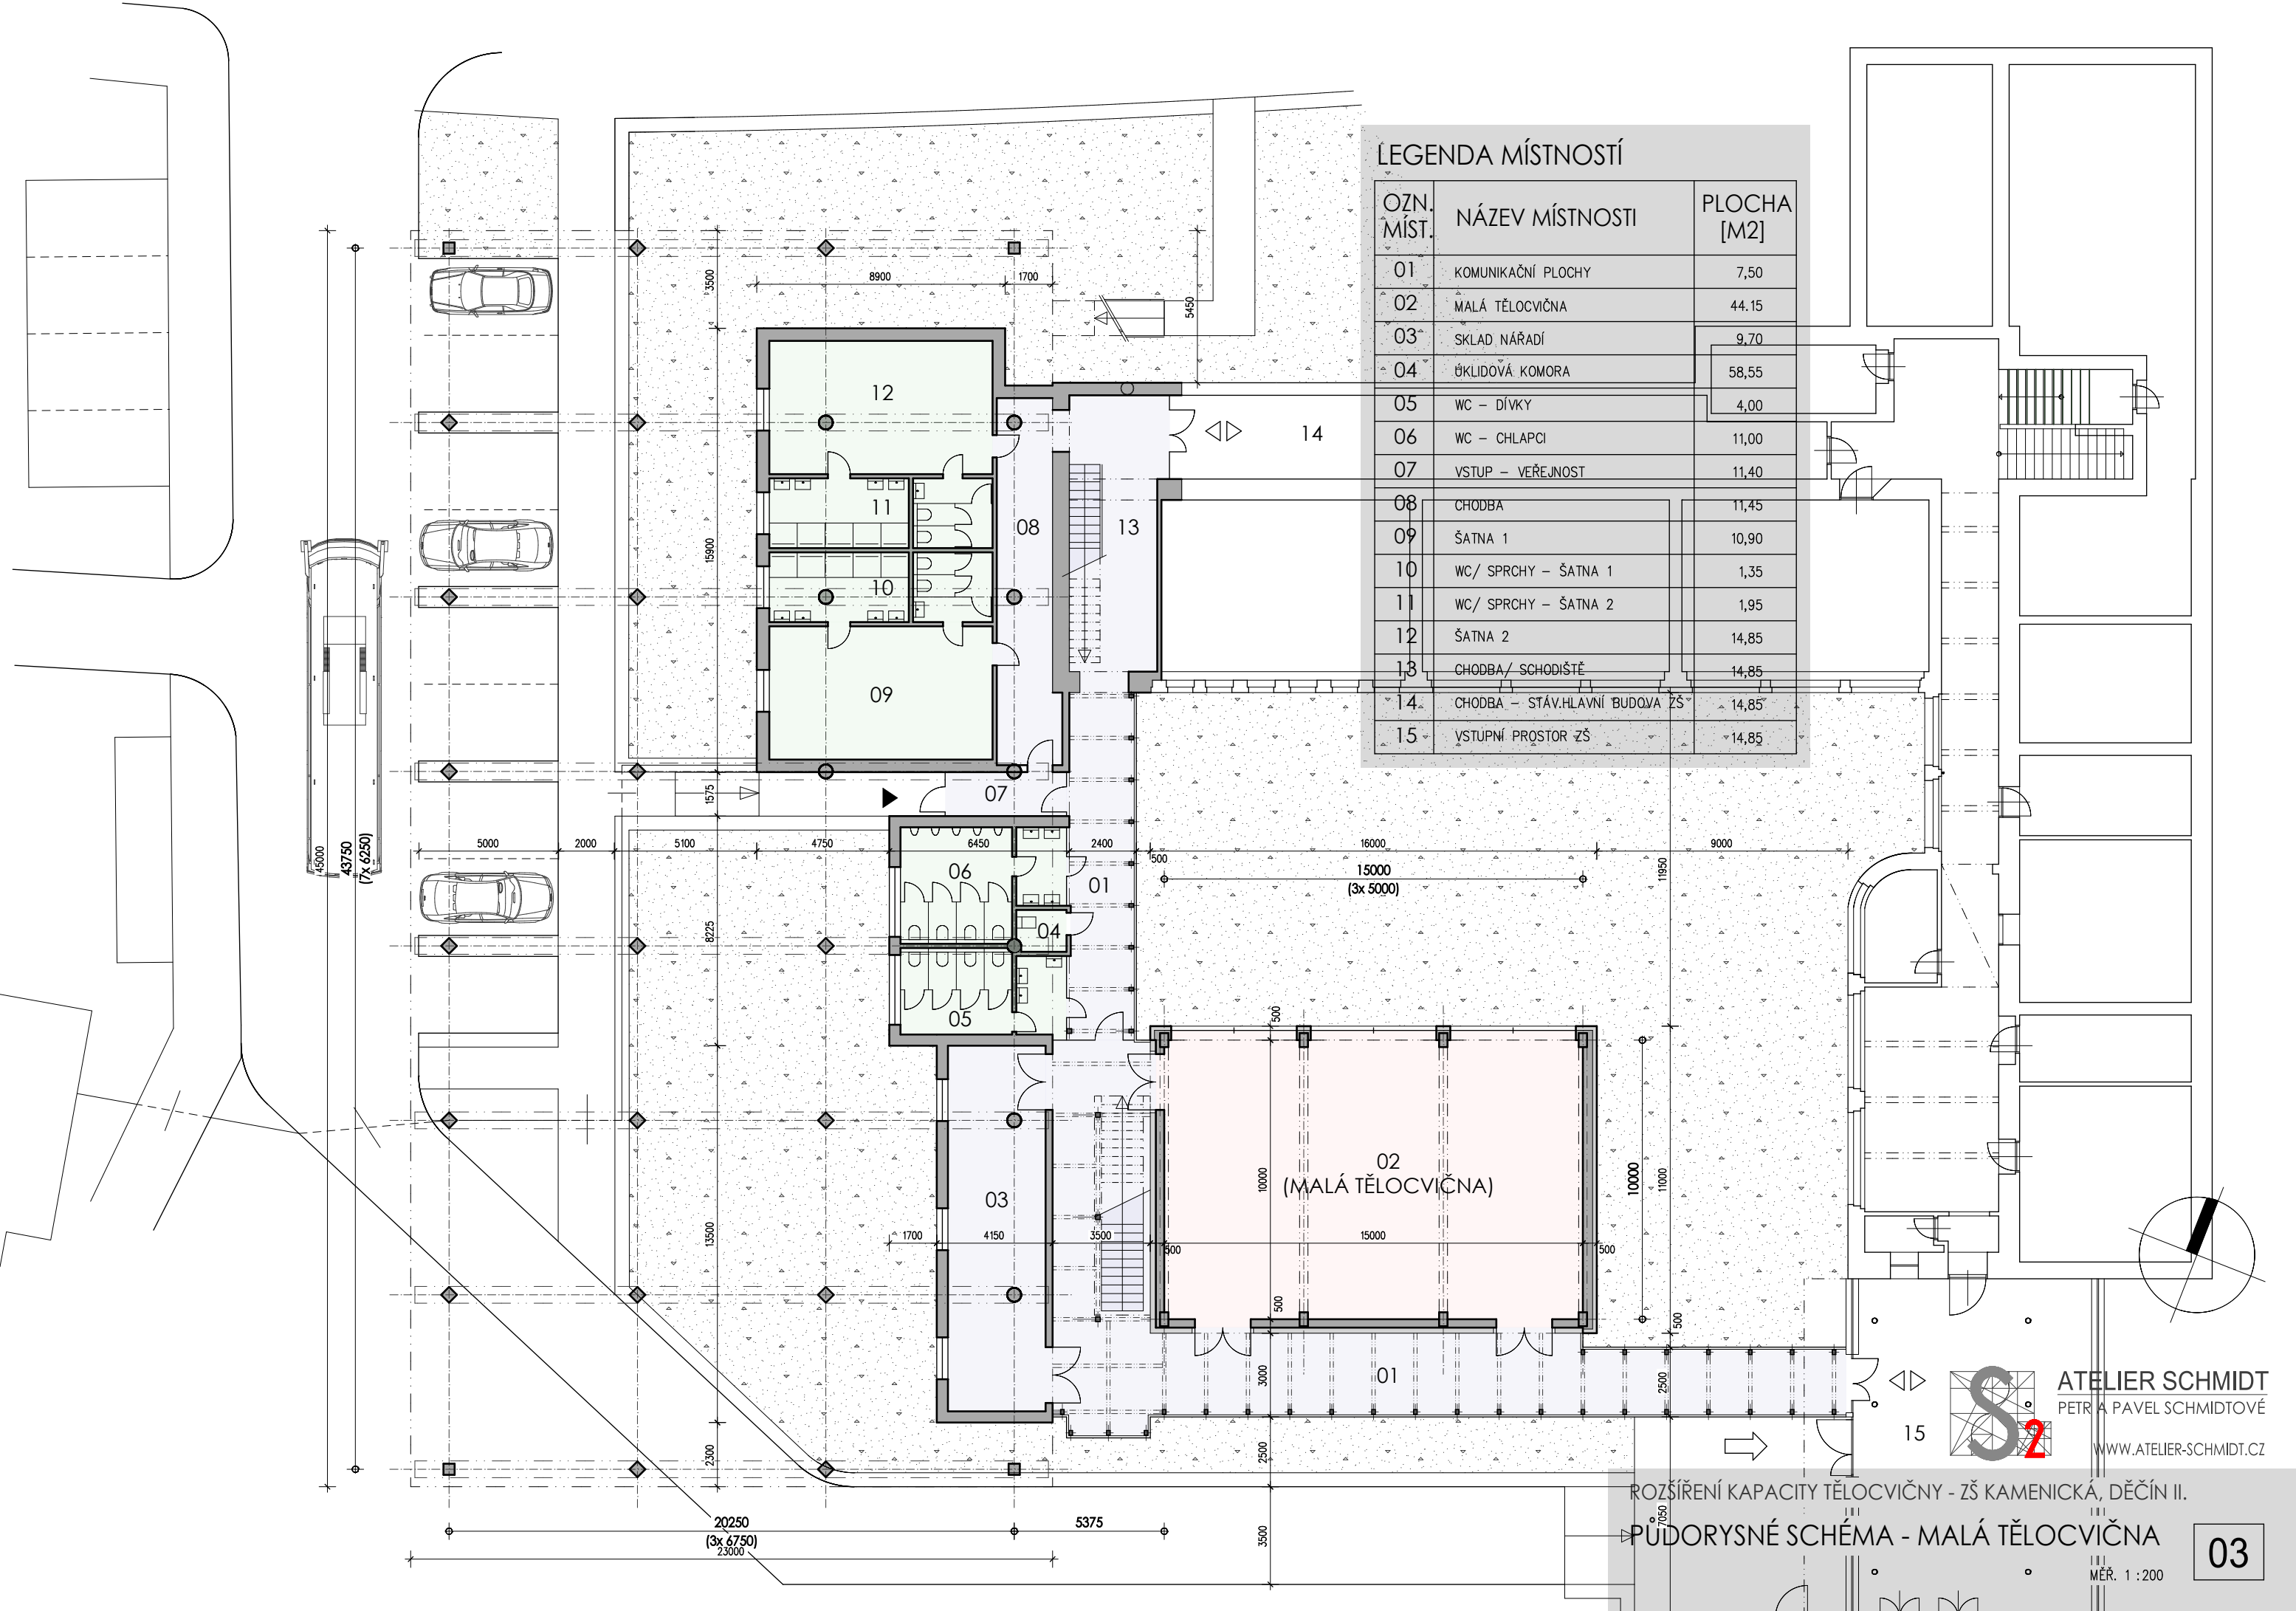 LEGENDA MÍSTNOSTÍ
OZN. MÍST. NÁZEV MÍSTNOSTI PLOCHA [M2]
01 KOMUNIKAČNÍ PLOCHY 7,50
02 MALÁ TĚLOCVIČNA 44.15
03 SKLAD NÁŘADÍ 9,70
04 ÚKLIDOVÁ KOMORA 58,55
05 WC – DÍVKY 4,00
06 WC – CHLAPCI 11,00
07 VSTUP – VEŘEJNOST 11,40
08 CHODBA 11,45
09 ŠATNA 1 10,90
10 WC/ SPRCHY – ŠATNA 1 1,35
11 WC/ SPRCHY – ŠATNA 2 1,95
12 ŠATNA 2 14,85
13 CHODBA/ SCHODIŠTĚ 14,85
14 CHODBA – STÁV.HLAVNÍ BUDOVA ZŠ 14,85
15 VSTUPNÍ PROSTOR ZŠ 14,85
8900
1700
3500
5450
12
14
11
08
13
15900
10
09
07
1575
45000
43750
(7x 6250)
5000
2000
5100
4750
6450
2400
500
16000
9000
15000
(3x 5000)
11950
06
01
04
8225
05
500
02
(MALÁ TĚLOCVIČNA)
10000
10000
11000
03
13500
1700
4150
3500
500
15000
500
500
500
3000
01
2500
2300
2500
15
20250
(3x 6750)
23000
5375
3500
7050
ATELIER SCHMIDT
PETR A PAVEL SCHMIDTOVÉ
S2
WWW.ATELIER-SCHMIDT.CZ
ROZŠÍŘENÍ KAPACITY TĚLOCVIČNY - ZŠ KAMENICKÁ, DĚČÍN II.
PŮDORYSNÉ SCHÉMA - MALÁ TĚLOCVIČNA
03
MĚŘ. 1 :200